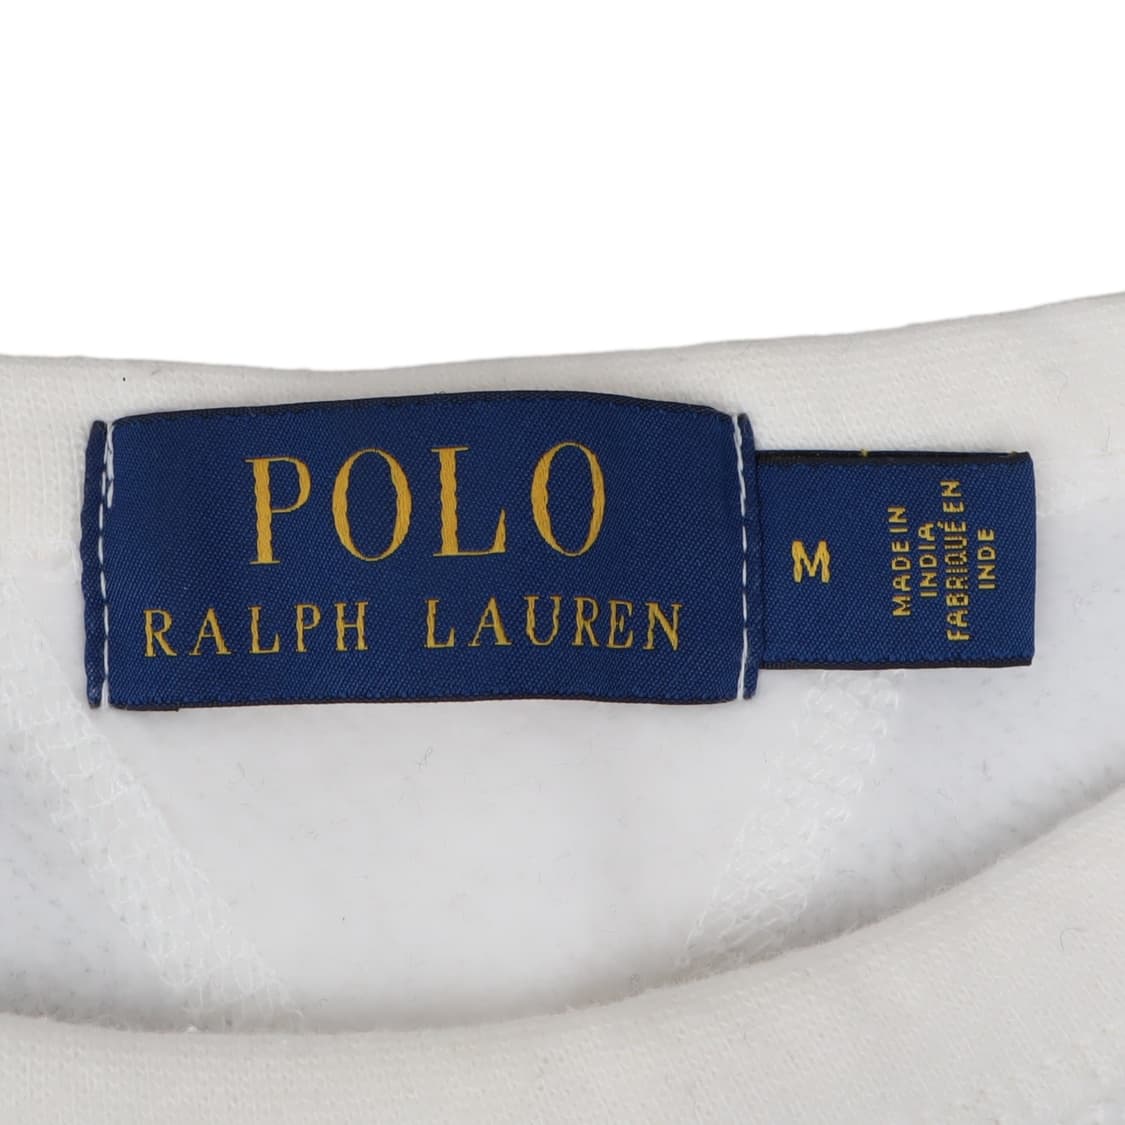 POLO
RALPH LAUREN
M
MADE IN
INDIA
FABRIQUÉ EN
INDE